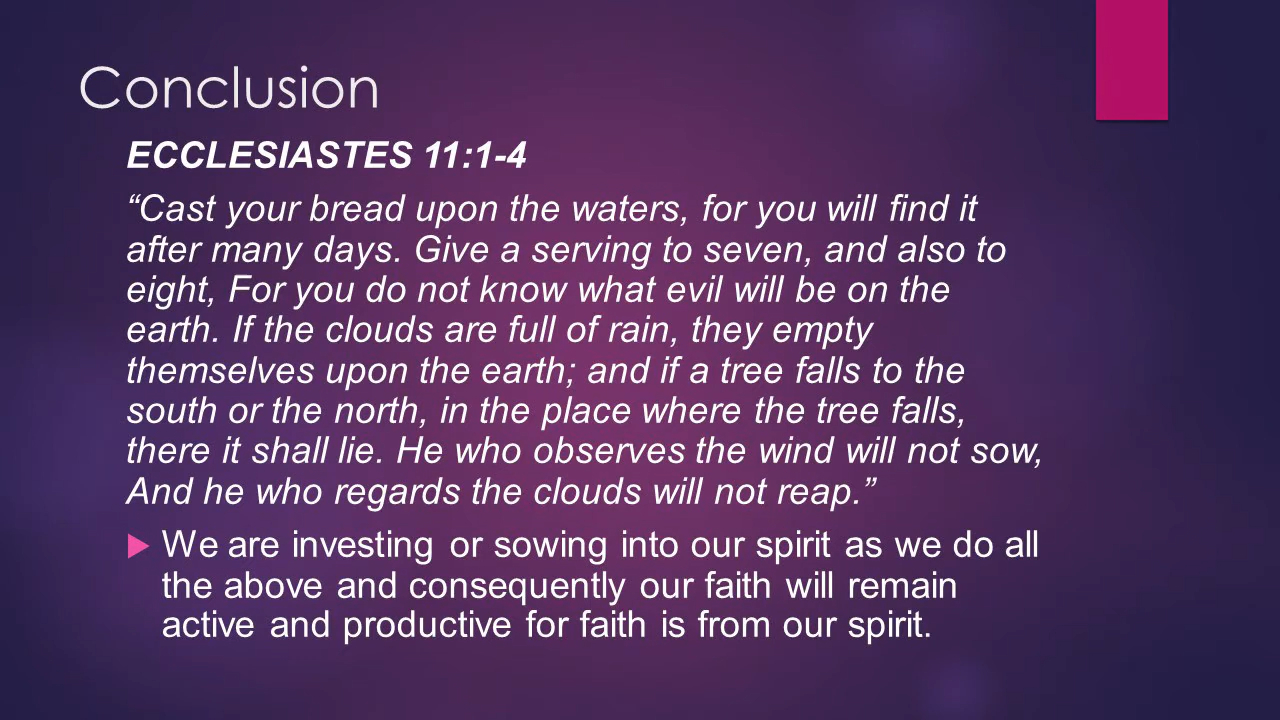 Conclusion
ECCLESIASTES 11:1-4
“Cast your bread upon the waters, for you will find it
after many days. Give a serving to seven, and also to
eight, For you do not know what evil will be on the
earth. If the clouds are full of rain, they empty
themselves upon the earth; and if a tree falls to the
south or the north, in the place where the tree falls,
there it shall lie. He who observes the wind will not sow,
And he who regards the clouds will not reap.”
We are investing or sowing into our spirit as we do all
the above and consequently our faith will remain
active and productive for faith is from our spirit.